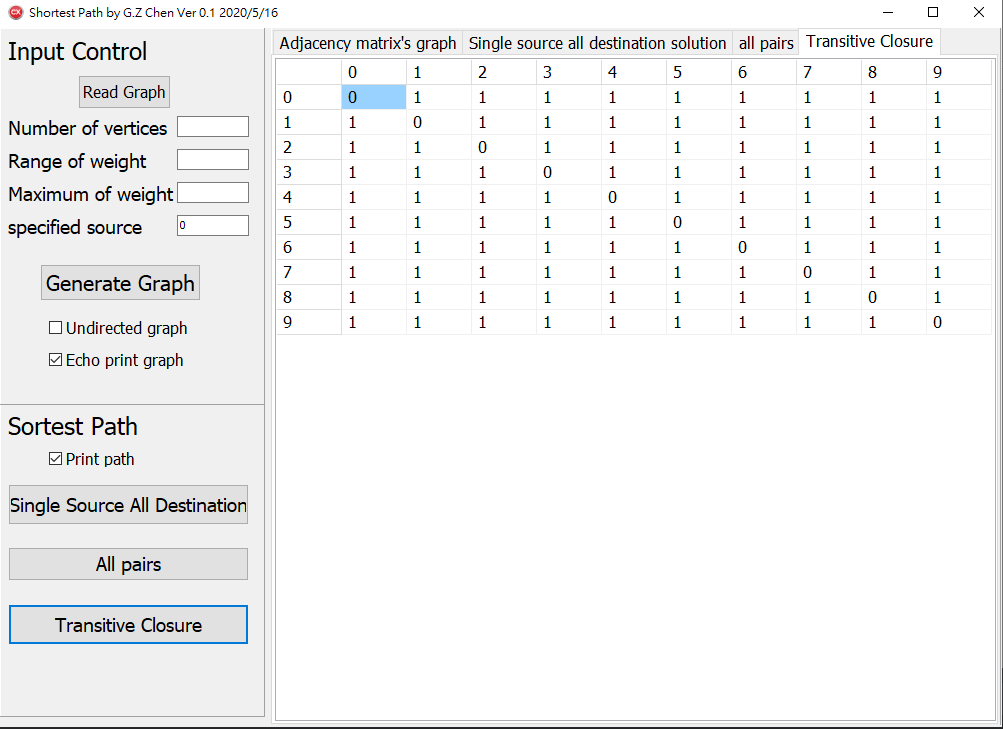 Shortest Path by G.Z Chen Ver 0.1 2020/5/16
Input Control
Read Graph
Number of vertices
Range of weight
Maximum of weight
specified source 0
Generate Graph
Undirected graph
Echo print graph
Sortest Path
Print path
Single Source All Destination
All pairs
Transitive Closure
Adjacency matrix's graph Single source all destination solution all pairs Transitive Closure
0 1 2 3 4 5 6 7 8 9
0 0 1 1 1 1 1 1 1 1 1
1 1 0 1 1 1 1 1 1 1 1
2 1 1 0 1 1 1 1 1 1 1
3 1 1 1 0 1 1 1 1 1 1
4 1 1 1 1 0 1 1 1 1 1
5 1 1 1 1 1 0 1 1 1 1
6 1 1 1 1 1 1 0 1 1 1
7 1 1 1 1 1 1 1 0 1 1
8 1 1 1 1 1 1 1 1 0 1
9 1 1 1 1 1 1 1 1 1 0